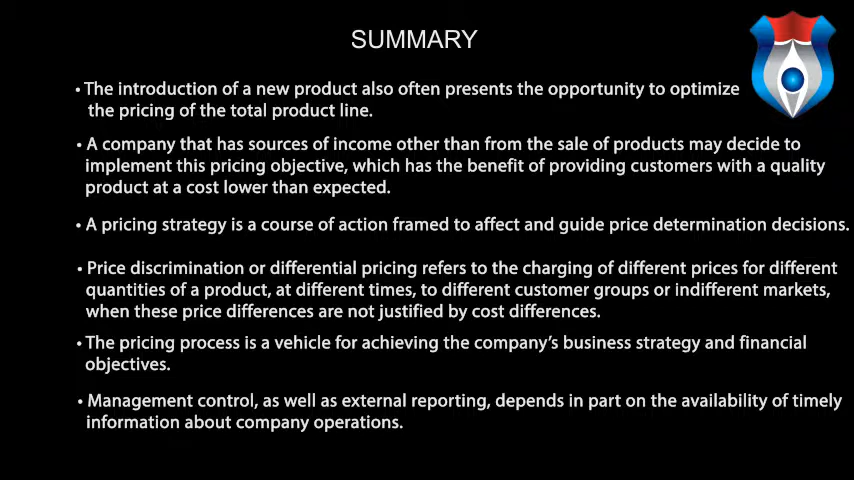 SUMMARY
• The introduction of a new product also often presents the opportunity to optimize
the pricing of the total product line.
• A company that has sources of income other than from the sale of products may decide to
implement this pricing objective, which has the benefit of providing customers with a quality
product at a cost lower than expected.
• A pricing strategy is a course of action framed to affect and guide price determination decisions.
• Price discrimination or differential pricing refers to the charging of different prices for different
quantities of a product, at different times, to different customer groups or indifferent markets,
when these price differences are not justified by cost differences.
• The pricing process is a vehicle for achieving the company’s business strategy and financial
objectives.
• Management control, as well as external reporting, depends in part on the availability of timely
information about company operations.